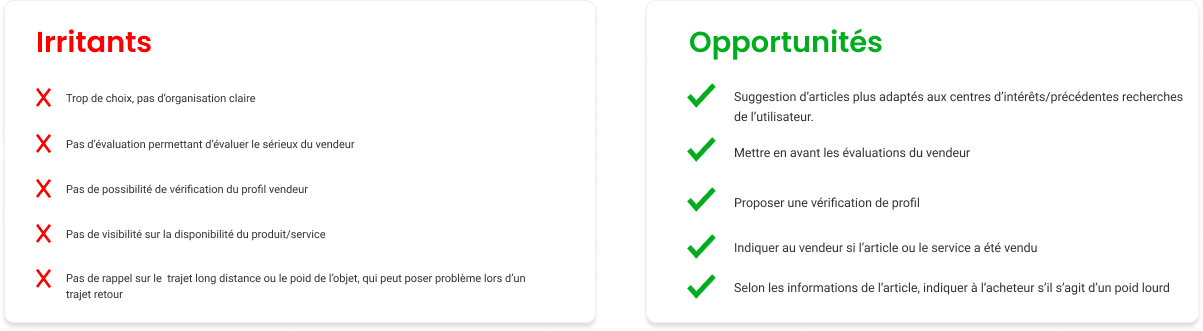 Irritants
Trop de choix, pas d'organisation claire
Pas d'évaluation permettant d'évaluer le sérieux du vendeur
Pas de possibilité de vérification du profil vendeur
Pas de visibilité sur la disponibilité du produit/service
Pas de rappel sur le trajet long distance ou le poid de l'objet, qui peut poser problème lors d'un
trajet retour
Opportunités
Suggestion d'articles plus adaptés aux centres d'intérêts/précédentes recherches
de l'utilisateur.
Mettre en avant les évaluations du vendeur
Proposer une vérification de profil
Indiquer au vendeur si l'article ou le service a été vendu
Selon les informations de l'article, indiquer à l'acheteur s'il s'agit d'un poid lourd